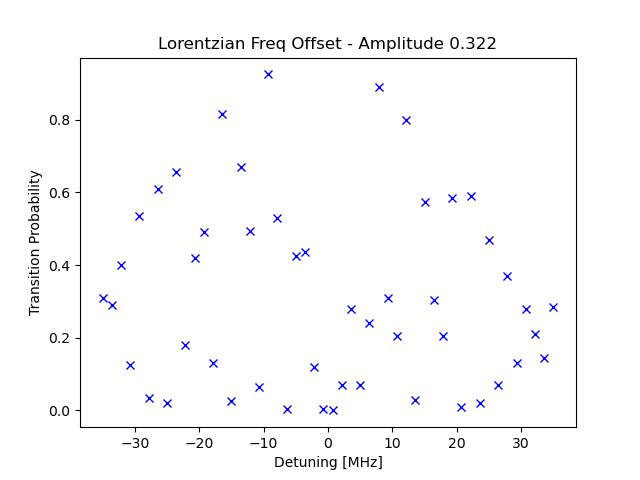 Lorentzian Freq Offset - Amplitude 0.322
Transition Probability
0.8
0.6
0.4
0.2
0.0
−30 −20 −10 0 10 20 30
Detuning [MHz]